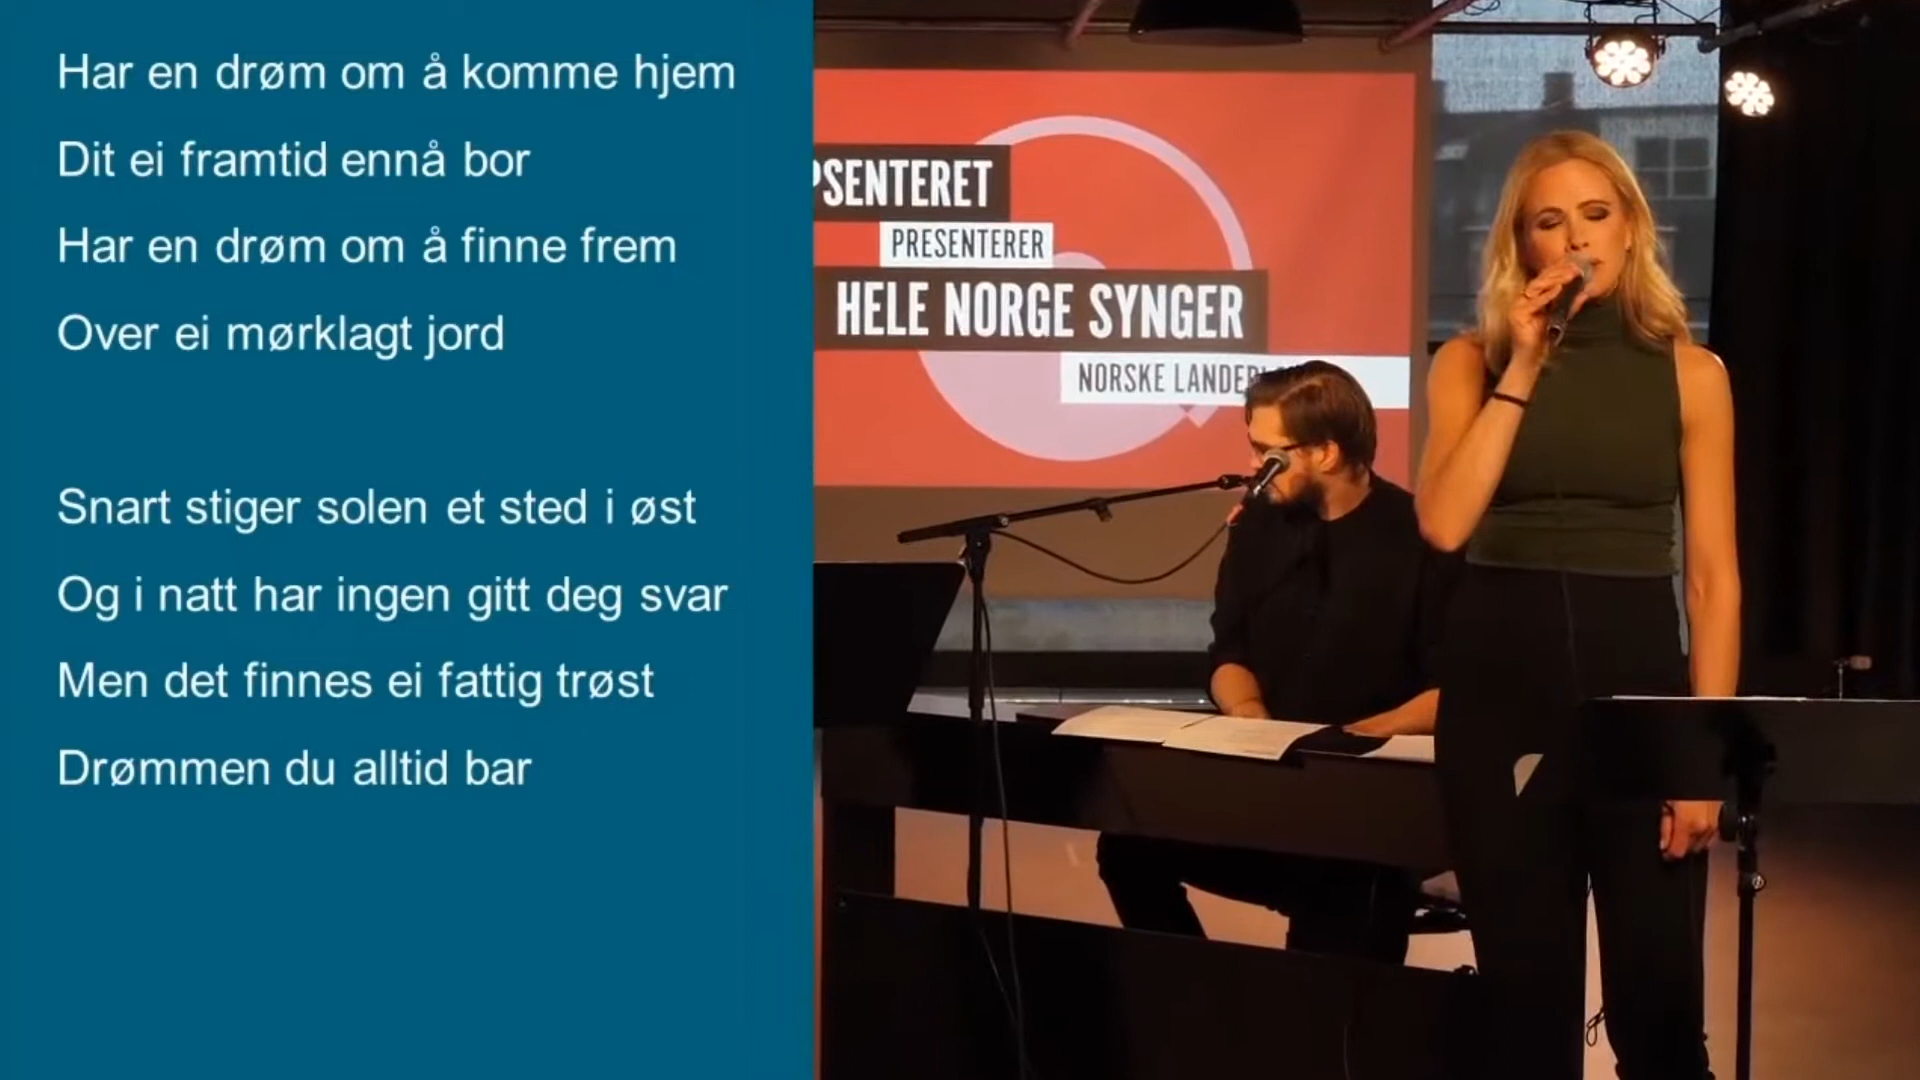 Har en drøm om å komme hjem
Dit ei framtid ennå bor
Har en drøm om å finne frem
Over ei mørklagt jord
Snart stiger solen et sted i øst
Og i natt har ingen gitt deg svar
Men det finnes ei fattig trøst
Drømmen du alltid bar
PSENTERET
PRESENTERER
HELE NORGE SYNGER
NORSKE